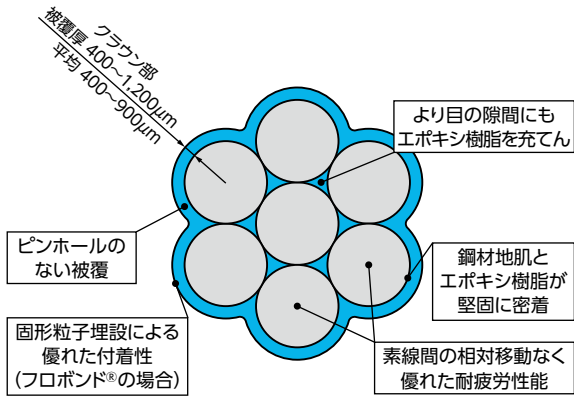 クラウン部
被覆厚 400～1,200μm
平均 400～900μm
より目の隙間にも
エポキシ樹脂を充てん
ピンホールの
ない被覆
鋼材地肌と
エポキシ樹脂が
堅固に密着
固形粒子埋設による
優れた付着性
(フロボンド®の場合)
素線間の相対移動なく
優れた耐疲労性能